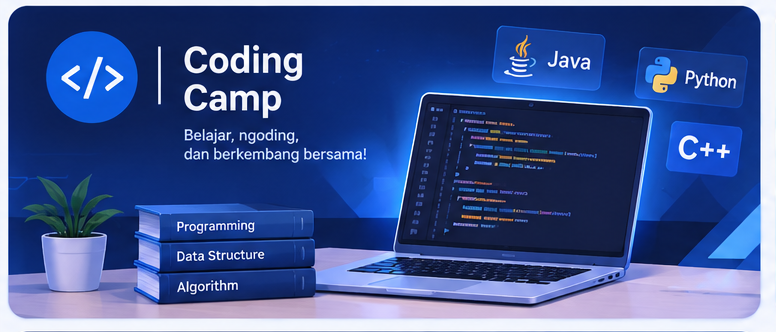 </>
Coding
Camp
Belajar, ngoding,
dan berkembang bersama!
Java
Python
C++
Programming
Data Structure
Algorithm